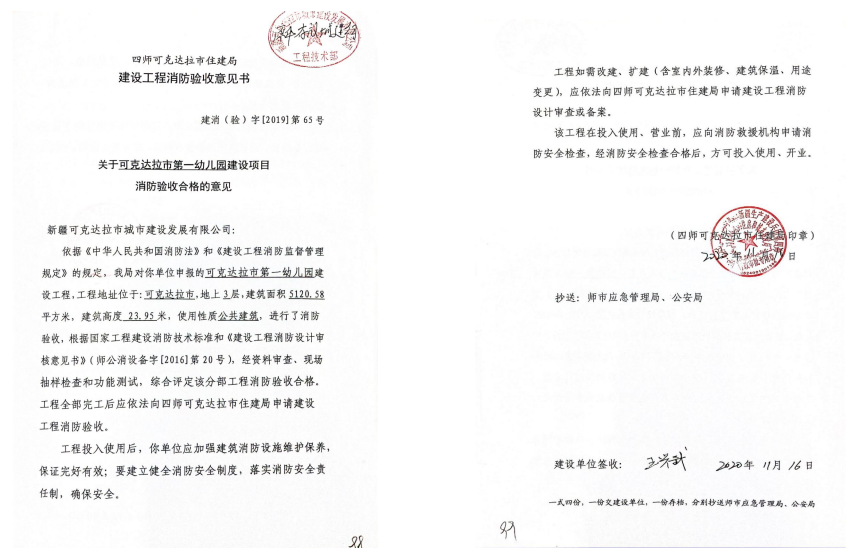 工程技术部
四师可克达拉市住建局
建设工程消防验收意见书
建消（验）字[2019]第 65 号
关于可克达拉市第一幼儿园建设项目
消防验收合格的意见
新疆可克达拉市城市建设发展有限公司：
依据《中华人民共和国消防法》和《建设工程消防监督管理
规定》的规定，我局对你单位申报的可克达拉市第一幼儿园建
设工程，工程地址位于：可克达拉市，地上 3 层，建筑面积 5120.58
平方米，建筑高度 23.95 米，使用性质公共建筑，进行了消防
验收，根据国家工程建设消防技术标准和《建设工程消防设计审
核意见书》（师公消设备字[2016]第 20 号），经资料审查、现场
抽样检查和功能测试，综合评定该分部工程消防验收合格。
工程全部完工后应依法向四师可克达拉市住建局申请建设
工程消防验收。
工程投入使用后，你单位应加强建筑消防设施维护保养，
保证完好有效；要建立健全消防安全制度，落实消防安全责
任制，确保安全。
88
工程如需改建、扩建（含室内外装修、建筑保温、用途
变更），应依法向四师可克达拉市住建局申请建设工程消防
设计审查或备案。
该工程在投入使用、营业前，应向消防救援机构申请消
防安全检查，经消防安全检查合格后，方可投入使用、开业。
（四师可克达拉市住建局印章）
2020 年 11 月 16 日
抄送：师市应急管理局、公安局
建设单位签收： 2020 年 11 月 16 日
一式四份，一份交建设单位，一份存档，分别抄送师市应急管理局、公安局
89